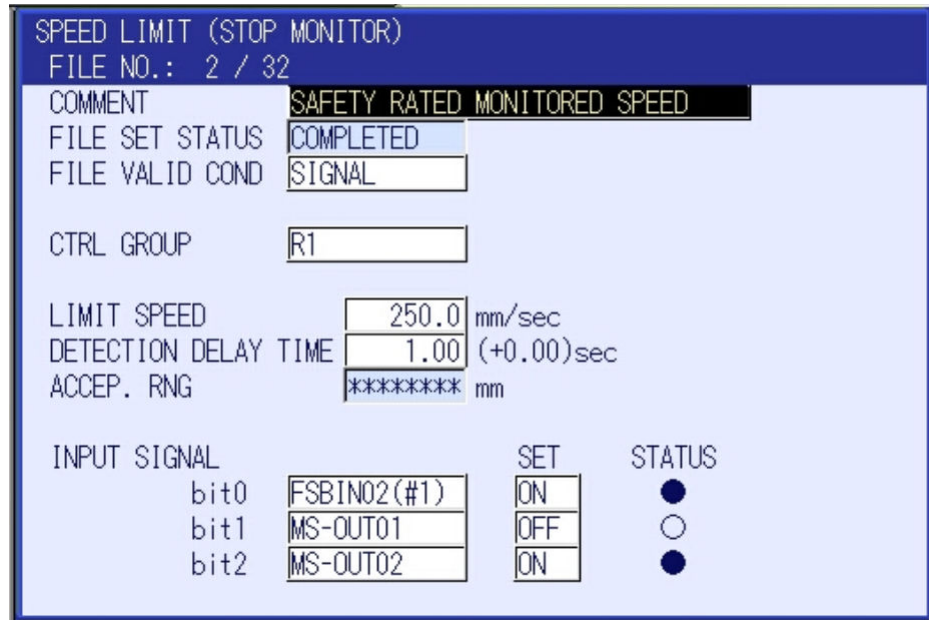 SPEED LIMIT (STOP MONITOR)
FILE NO.: 2 / 32
COMMENT SAFETY RATED MONITORED SPEED
FILE SET STATUS COMPLETED
FILE VALID COND SIGNAL
CTRL GROUP R1
LIMIT SPEED 250.0 mm/sec
DETECTION DELAY TIME 1.00 (+0.00)sec
ACCEP. RNG ******** mm
INPUT SIGNAL SET STATUS
bit0 FSBIN02(#1) ON
bit1 MS-OUT01 OFF
bit2 MS-OUT02 ON